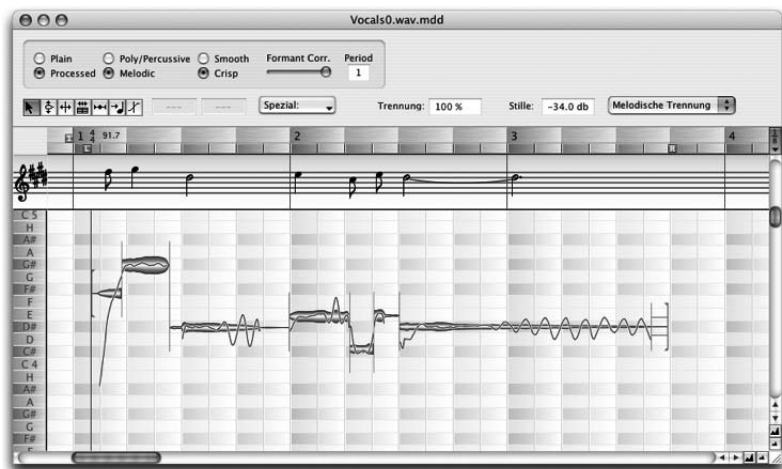 Vocals0.wav.mdd
Plain Poly/Percussive Smooth Formant Corr. Period
Processed Melodic Crisp 1
--- --- Spezial: Trennung: 100 % Stille: -34.0 db Melodische Trennung
1 4 4 91.7 2 3 4
L R
C 5
H
A#
A
G#
G
F#
F
E
D#
D
C#
C 4
H
A#
A
G#
G
F#
F